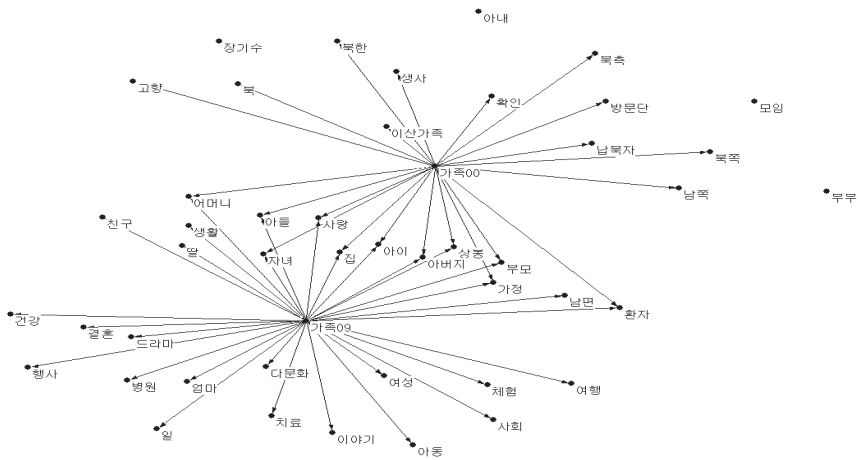 아내
장기수
북한
북측
생사
고향
북
확인
방문단
모임
이산가족
납북자
북쪽
가족00
남쪽
부부
어머니
아들
사랑
친구
생활
딸
자녀
집
아이
아버지
상봉
부모
가정
남편
환자
건강
결혼
가족09
드라마
행사
병원
엄마
다문화
여성
체험
여행
일
치료
이야기
사회
아동